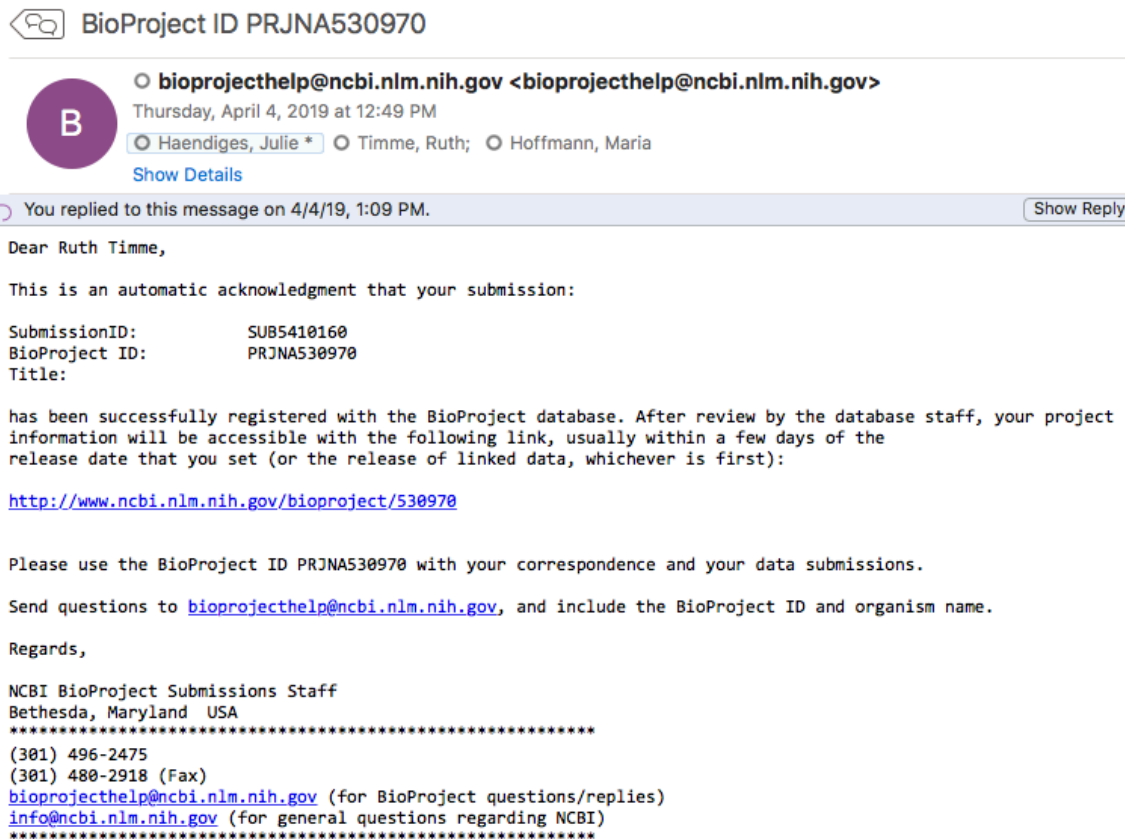 BioProject ID PRJNA530970
bioprojecthelp@ncbi.nlm.nih.gov <bioprojecthelp@ncbi.nlm.nih.gov>
B
Thursday, April 4, 2019 at 12:49 PM
Haendiges, Julie * Timme, Ruth; Hoffmann, Maria
Show Details
You replied to this message on 4/4/19, 1:09 PM. Show Reply
Dear Ruth Timme,
This is an automatic acknowledgment that your submission:
SubmissionID: SUB5410160
BioProject ID: PRJNA530970
Title:
has been successfully registered with the BioProject database. After review by the database staff, your project
information will be accessible with the following link, usually within a few days of the
release date that you set (or the release of linked data, whichever is first):
http://www.ncbi.nlm.nih.gov/bioproject/530970
Please use the BioProject ID PRJNA530970 with your correspondence and your data submissions.
Send questions to bioprojecthelp@ncbi.nlm.nih.gov, and include the BioProject ID and organism name.
Regards,
NCBI BioProject Submissions Staff
Bethesda, Maryland  USA
************************************************************
(301) 496-2475
(301) 480-2918 (Fax)
bioprojecthelp@ncbi.nlm.nih.gov (for BioProject questions/replies)
info@ncbi.nlm.nih.gov (for general questions regarding NCBI)
************************************************************